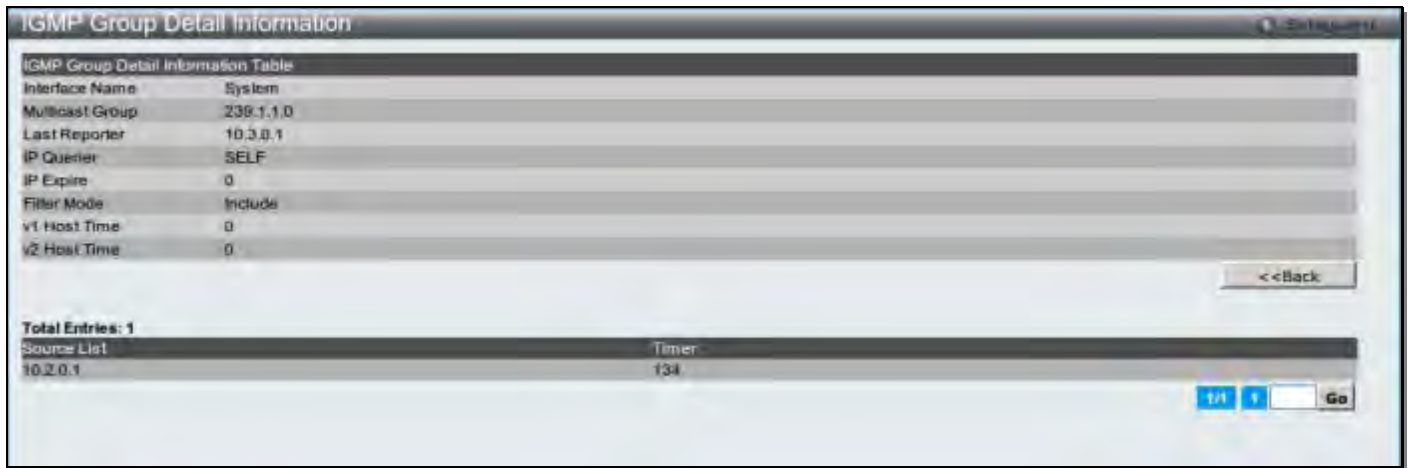 IGMP Group Detail Information
Safeguard
IGMP Group Detail Information Table
Interface Name System
Multicast Group 239.1.1.0
Last Reporter 10.3.0.1
IP Querier SELF
IP Expire 0
Filter Mode Include
v1 Host Time 0
v2 Host Time 0
<<Back
Total Entries: 1
Source List Timer
10.2.0.1 134
1/1 1 Go